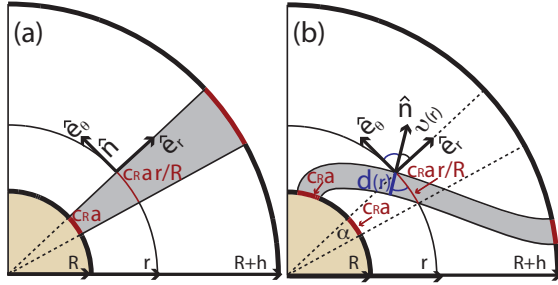 (a)
ê_θ
n̂
ê_r
c_R a r/R
c_R a
R
r
R+h
(b)
n̂
ê_θ
υ(r)
ê_r
c_R a
d(r)
c_R a r/R
c_R a
α
R
r
R+h